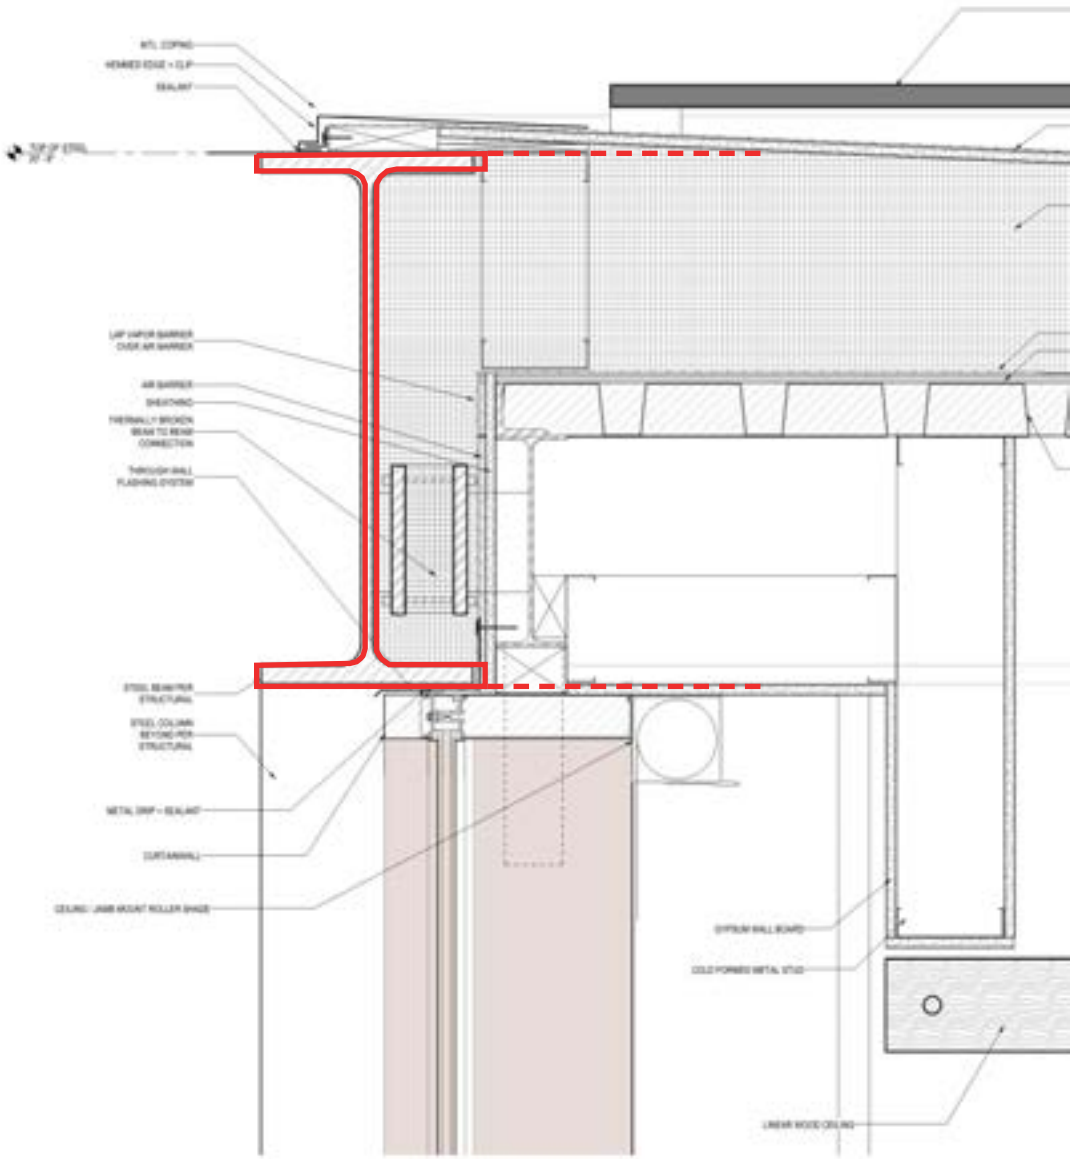 MTL. COPING
HEMMED EDGE + CLIP
SEALANT
TOP OF STEEL
LAP VAPOR BARRIER
OVER AIR BARRIER
AIR BARRIER
SHEATHING
THERMALLY BROKEN
BEAM TO BEAM
CONNECTION
THROUGH WALL
FLASHING SYSTEM
STEEL BEAM PER
STRUCTURAL
STEEL COLUMN
BEYOND PER
STRUCTURAL
METAL DRIP + SEALANT
CURTAINWALL
CEILING / JAMB MOUNT ROLLER SHADE
GYPSUM WALL BOARD
COLD FORMED METAL STUD
LINEAR WOOD CEILING